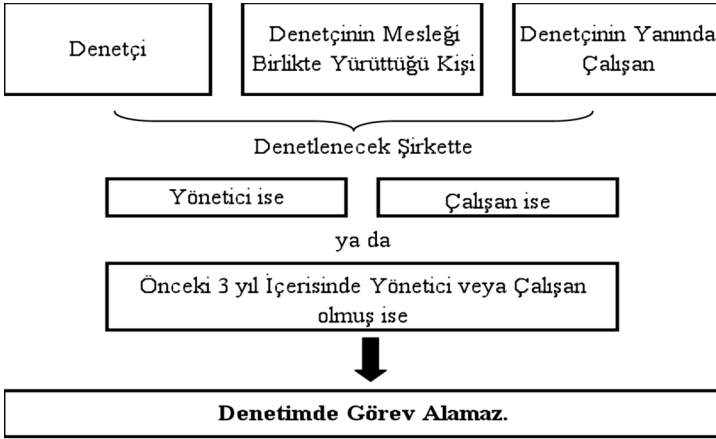 Denetçi
Denetçinin Mesleği
Birlikte Yürüttüğü Kişi
Denetçinin Yanında
Çalışan
Denetlenecek Şirkette
Yönetici ise
Çalışan ise
ya da
Önceki 3 yıl İçerisinde Yönetici veya Çalışan
olmuş ise
Denetimde Görev Alamaz.